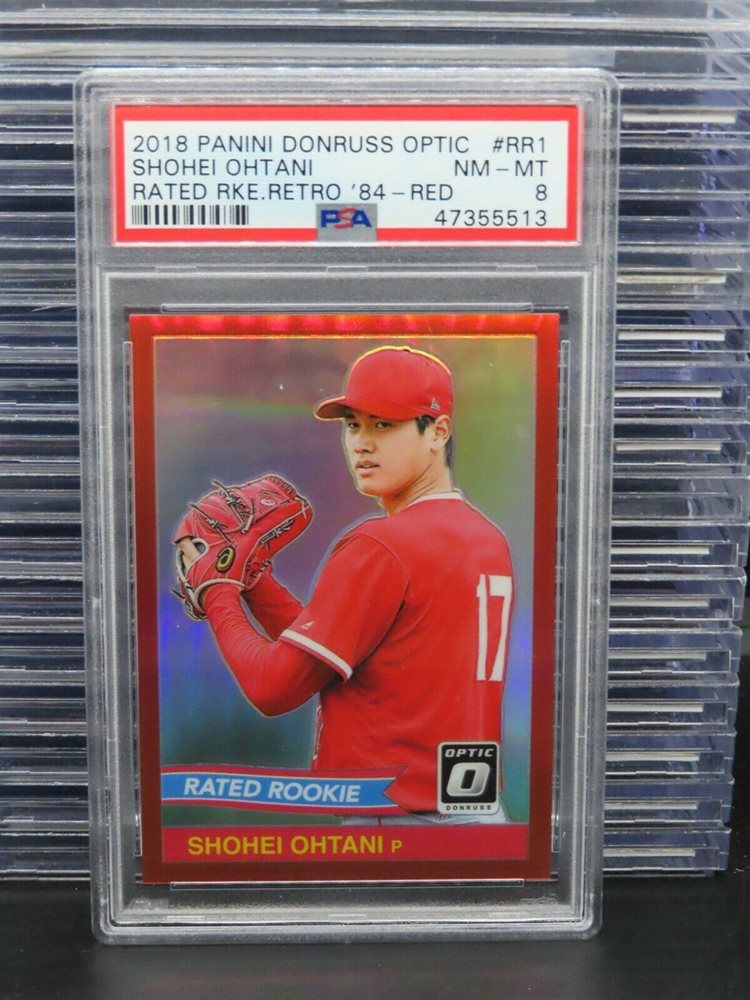 2018 PANINI DONRUSS OPTIC #RR1
SHOHEI OHTANI NM-MT
RATED RKE.RETRO '84-RED 8
PSA 47355513
17
OPTIC
O
DONRUSS
RATED ROOKIE
SHOHEI OHTANI P